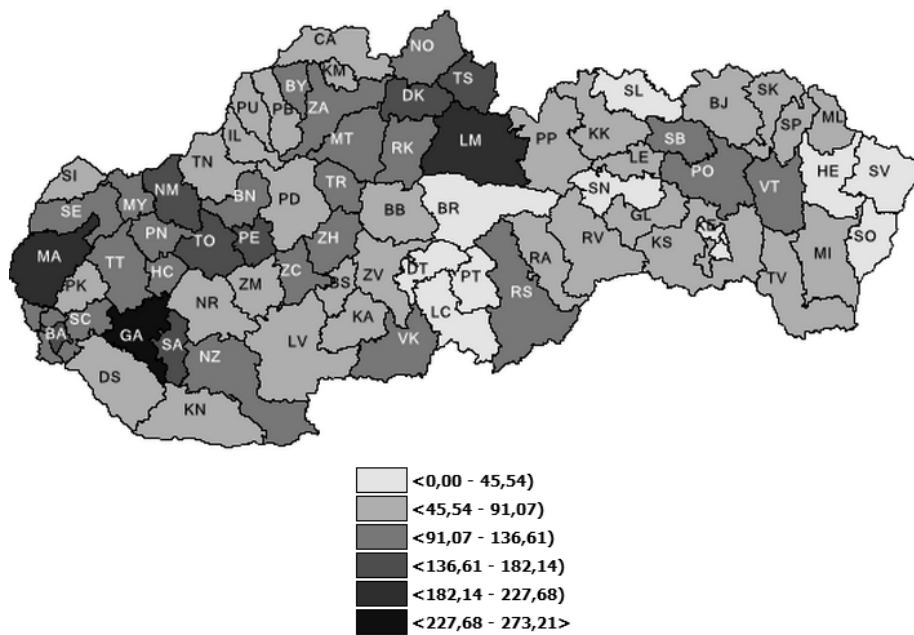 CA
NO
KM
TS
BY
SL
DK
SK
BJ
PU
PB
ZA
ML
SP
PP
KK
SB
IL
MT
LM
RK
LE
TN
PO
HE
SV
SI
NM
TR
VT
BN
PD
SN
SE
MY
BB
BR
GL
PN
TO
PE
ZH
RV
KS
SO
MA
TT
RA
MI
HC
ZC
DT
PT
PK
ZM
BS
ZV
TV
NR
RS
SC
KA
LC
BA
GA
SA
LV
VK
NZ
DS
KN
<0,00 - 45,54)
<45,54 - 91,07)
<91,07 - 136,61)
<136,61 - 182,14)
<182,14 - 227,68)
<227,68 - 273,21>